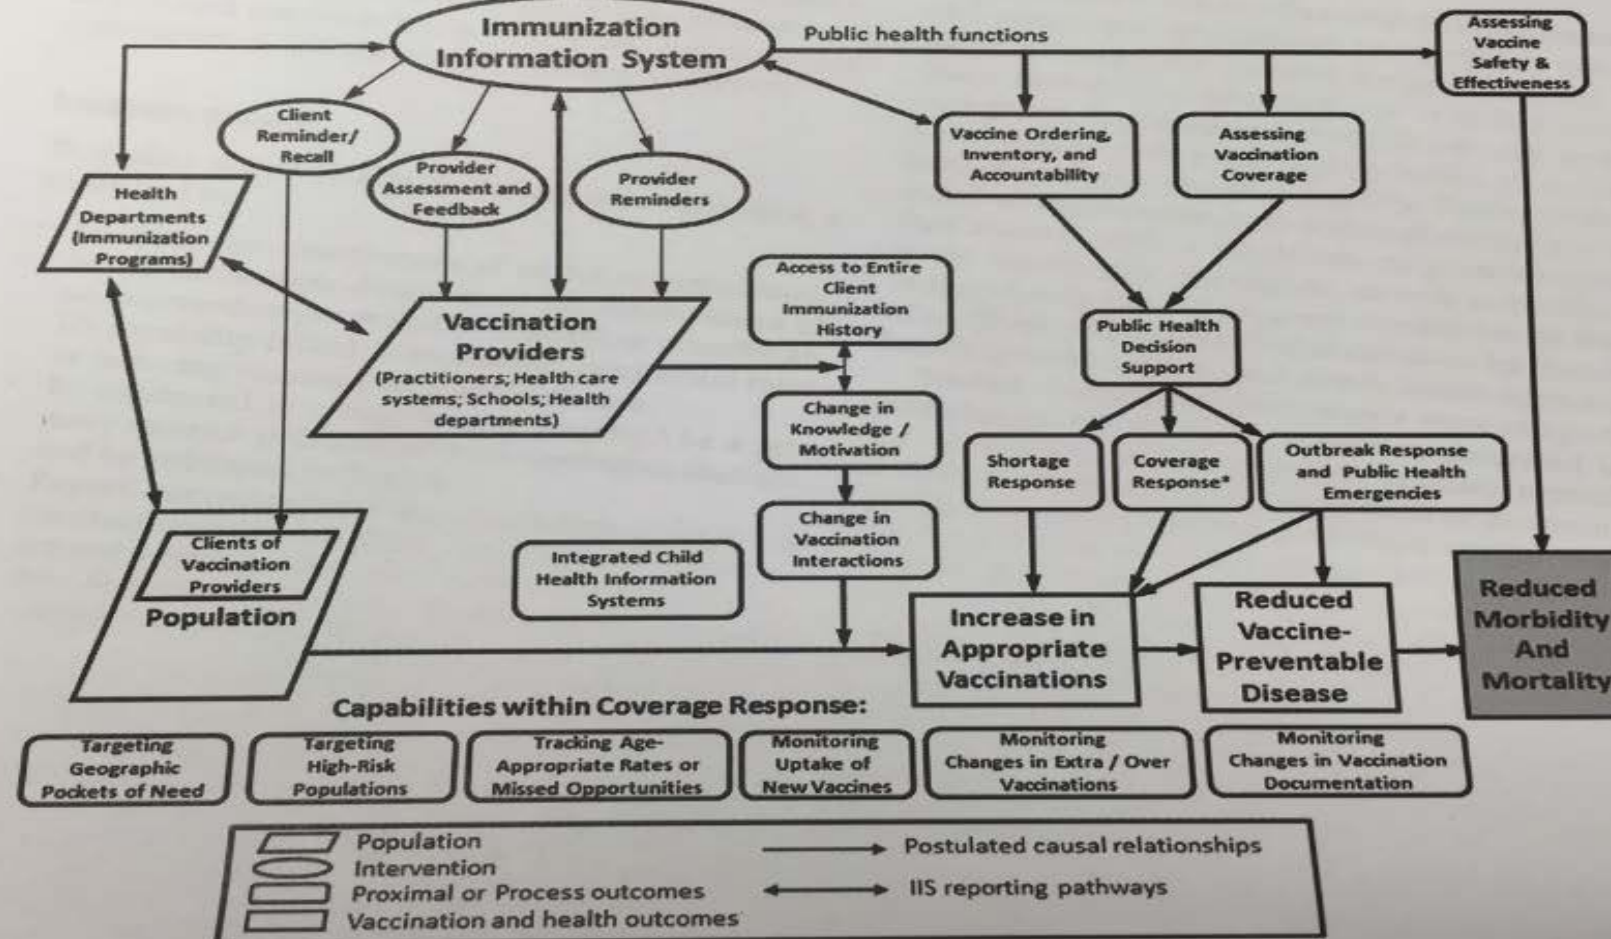 Immunization
Information System
Public health functions
Assessing
Vaccine
Safety &
Effectiveness
Client
Reminder/
Recall
Provider
Assessment and
Feedback
Provider
Reminders
Vaccine Ordering,
Inventory, and
Accountability
Assessing
Vaccination
Coverage
Health
Departments
(Immunization
Programs)
Access to Entire
Client
Immunization
History
Vaccination
Providers
(Practitioners; Health care
systems; Schools; Health
departments)
Public Health
Decision
Support
Change in
Knowledge /
Motivation
Shortage
Response
Coverage
Response*
Outbreak Response
and Public Health
Emergencies
Change in
Vaccination
Interactions
Clients of
Vaccination
Providers
Population
Integrated Child
Health Information
Systems
Increase in
Appropriate
Vaccinations
Reduced
Vaccine-
Preventable
Disease
Reduced
Morbidity
And
Mortality
Capabilities within Coverage Response:
Targeting
Geographic
Pockets of Need
Targeting
High-Risk
Populations
Tracking Age-
Appropriate Rates or
Missed Opportunities
Monitoring
Uptake of
New Vaccines
Monitoring
Changes in Extra / Over
Vaccinations
Monitoring
Changes in Vaccination
Documentation
Population
Intervention
Proximal or Process outcomes
Vaccination and health outcomes
Postulated causal relationships
IIS reporting pathways